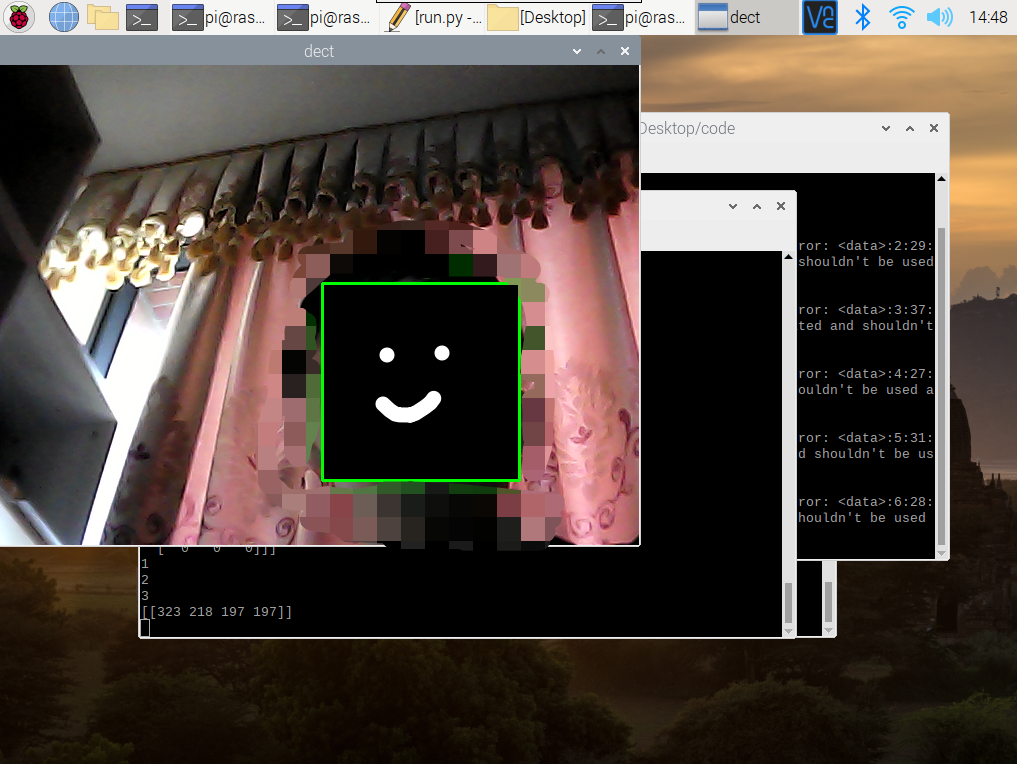 pi@ras...
pi@ras...
[run.py -...
[Desktop]
pi@ras...
dect
VNC
14:48
dect
Desktop/code
ror: <data>:2:29:
shouldn't be used
ror: <data>:3:37:
ted and shouldn't
ror: <data>:4:27:
ouldn't be used a
ror: <data>:5:31:
d shouldn't be us
ror: <data>:6:28:
houldn't be used
[ 0 0 0]]]
1
2
3
[[323 218 197 197]]